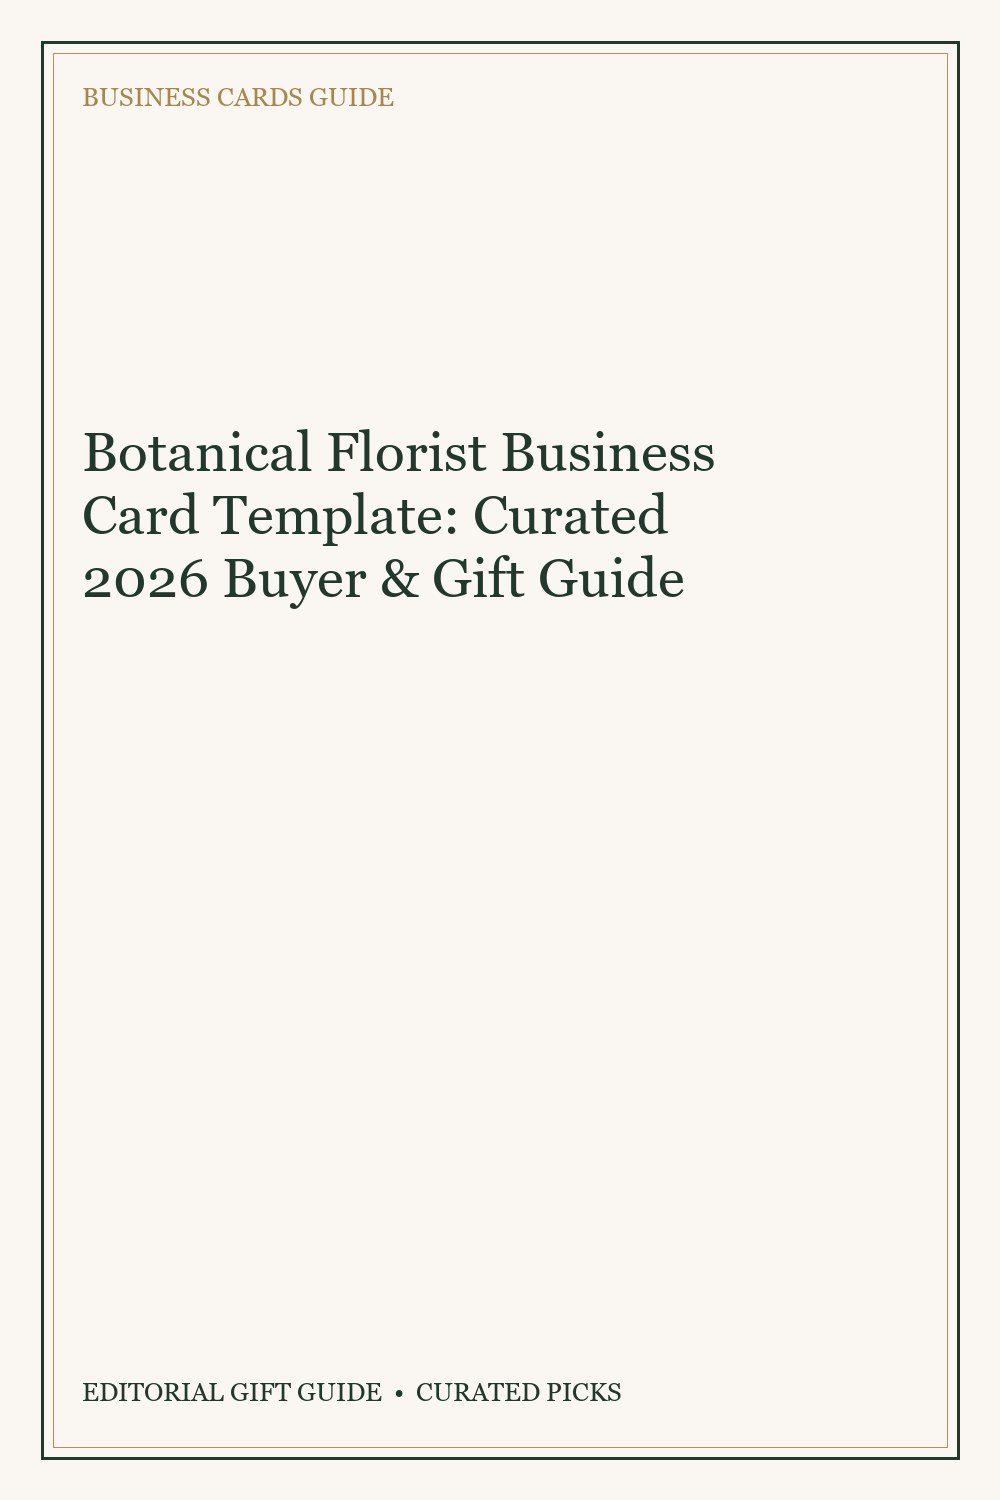 BUSINESS CARDS GUIDE
Botanical Florist Business
Card Template: Curated
2026 Buyer & Gift Guide
EDITORIAL GIFT GUIDE • CURATED PICKS